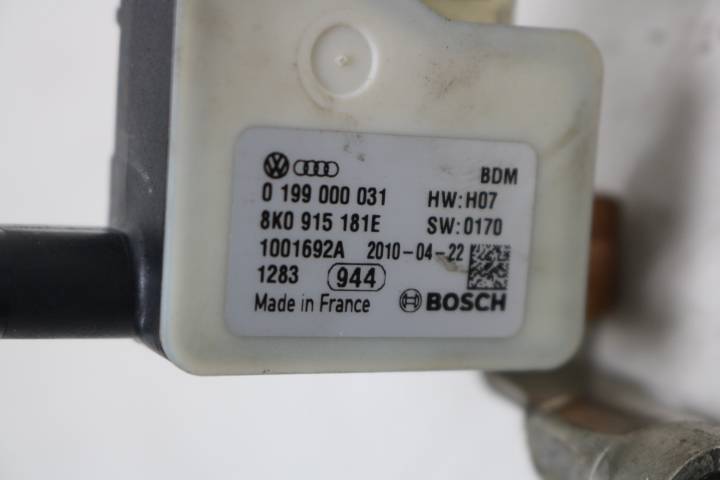 BDM
0 199 000 031 HW:H07
8K0 915 181E SW:0170
1001692A 2010-04-22
1283 944
Made in France BOSCH